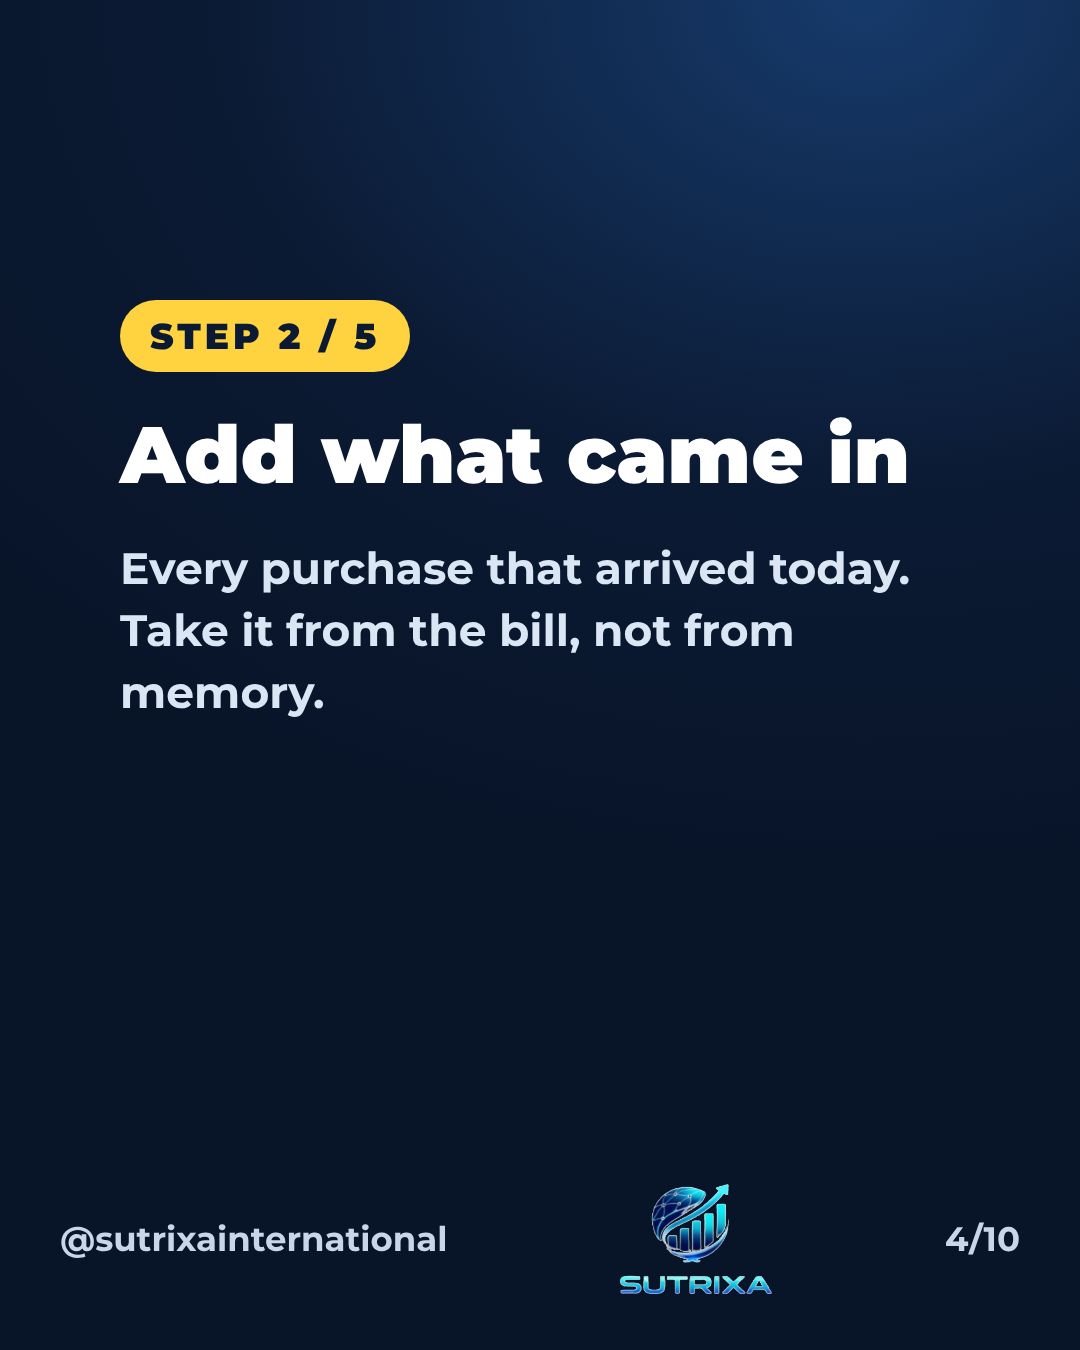 STEP 2 / 5
Add what came in
Every purchase that arrived today.
Take it from the bill, not from
memory.
@sutrixainternational
SUTRIXA
4/10